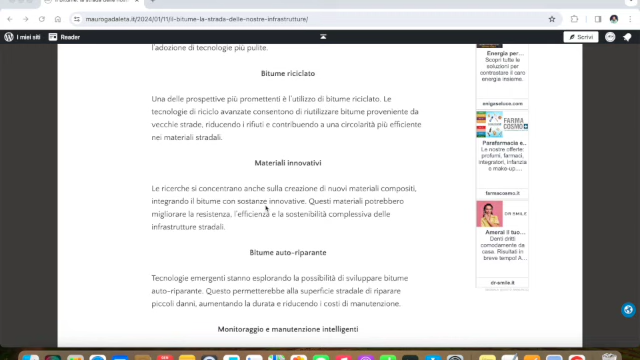 maurogadaleta.it/2024/01/11/il-bitume-la-strada-delle-nostre-infrastrutture/
I miei siti
Reader
Scrivi
l'adozione di tecnologie più pulite.
Bitume riciclato
Una delle prospettive più promettenti è l'utilizzo di bitume riciclato. Le
tecnologie di riciclo avanzate consentono di riutilizzare bitume proveniente da
vecchie strade, riducendo i rifiuti e contribuendo a una circolarità più efficiente
nei materiali stradali.
Materiali innovativi
Le ricerche si concentrano anche sulla creazione di nuovi materiali compositi,
integrando il bitume con sostanze innovative. Questi materiali potrebbero
migliorare la resistenza, l'efficienza e la sostenibilità complessiva delle
infrastrutture stradali.
Bitume auto-riparante
Tecnologie emergenti stanno esplorando la possibilità di sviluppare bitume
auto-riparante. Questo permetterebbe alla superficie stradale di riparare
piccoli danni, aumentando la durata e riducendo i costi di manutenzione.
Monitoraggio e manutenzione intelligenti
Energia per...
Scopri tutte le
soluzioni per
contrastare il caro
energia insieme.
enigaseluce.com
FARMA
COSMO
Parafarmacia e...
Le nostre offerte:
profumi, farmaci,
integratori, infanzia
e make-up....
farmacosmo.it
DR SMILE
Amerai il tuo...
Denti dritti
comodamente da
casa. Risultati in
breve tempo! A...
dr-smile.it